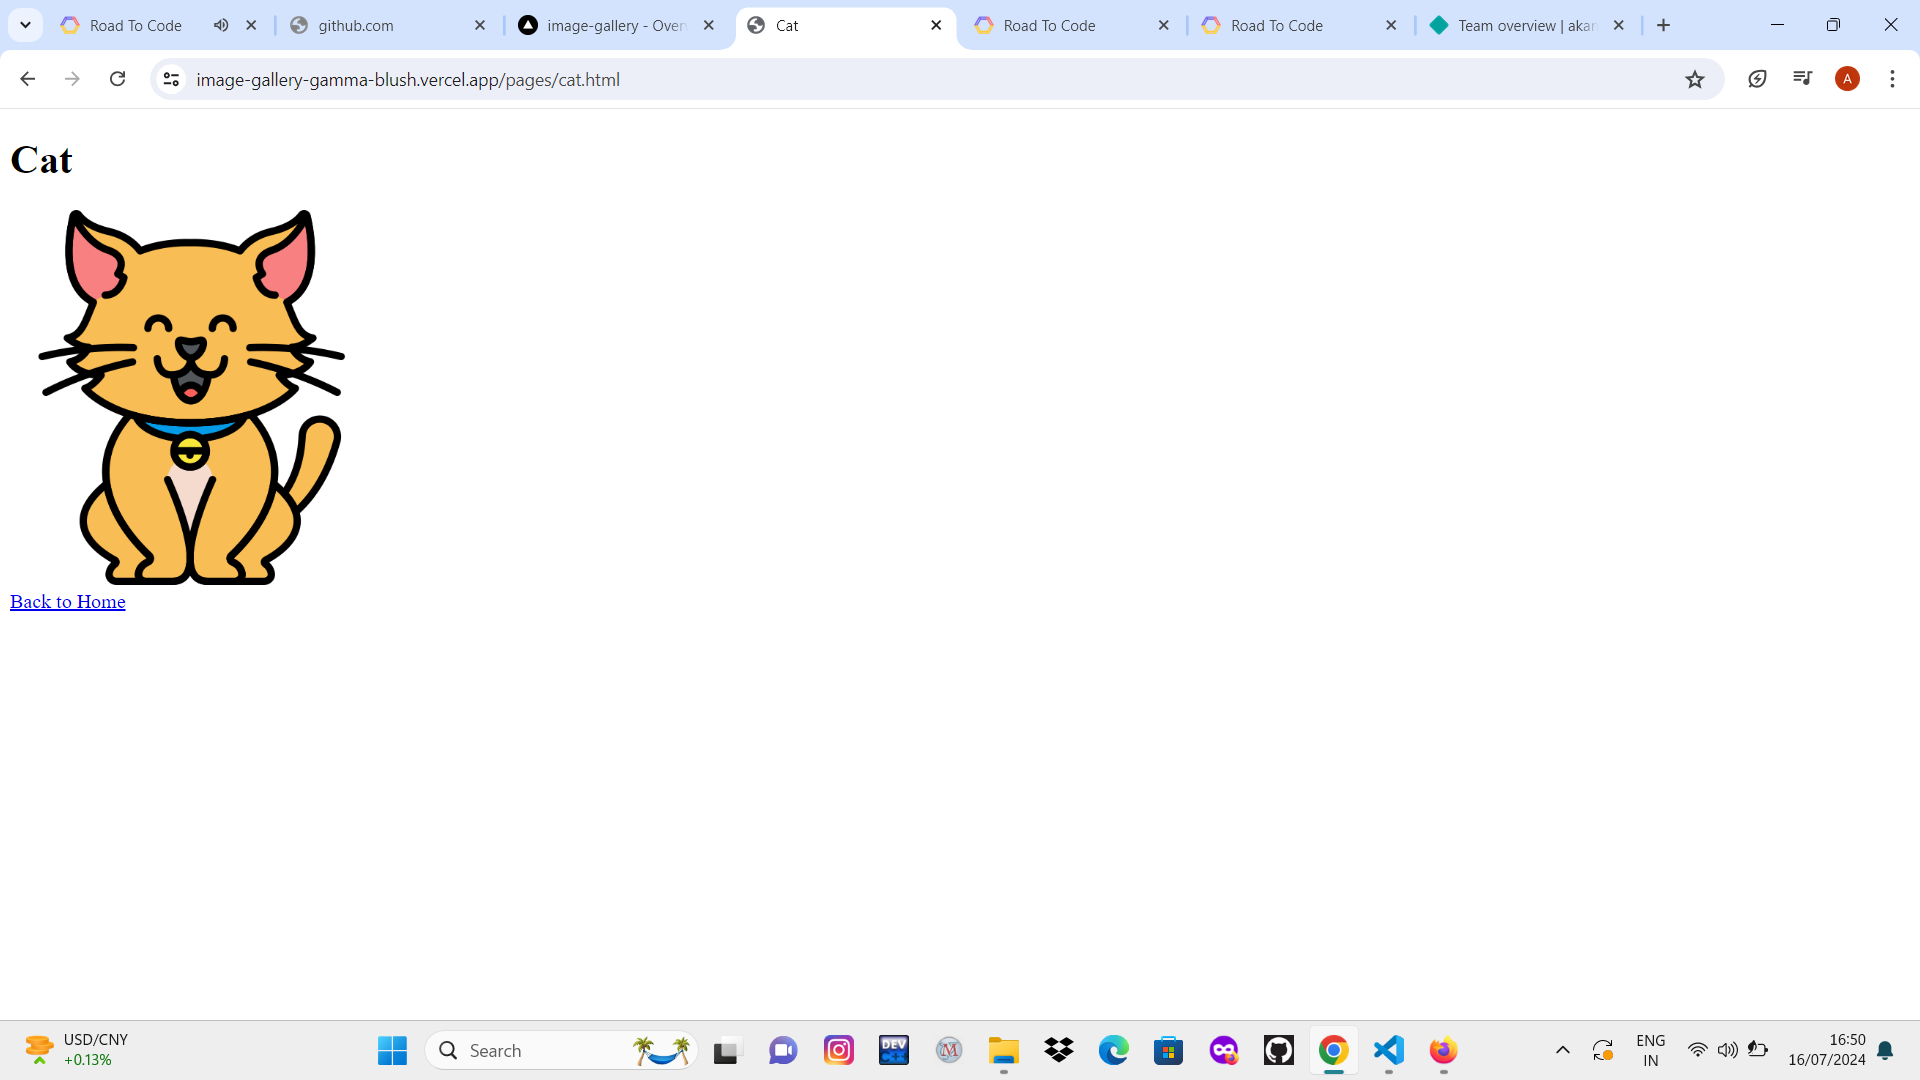 Road To Code
github.com
image-gallery - Over
Cat
Road To Code
Road To Code
Team overview | akan
image-gallery-gamma-blush.vercel.app/pages/cat.html
A
Cat
Back to Home
USD/CNY
+0.13%
Search
DEV
C++
M
ENG
IN
16:50
16/07/2024